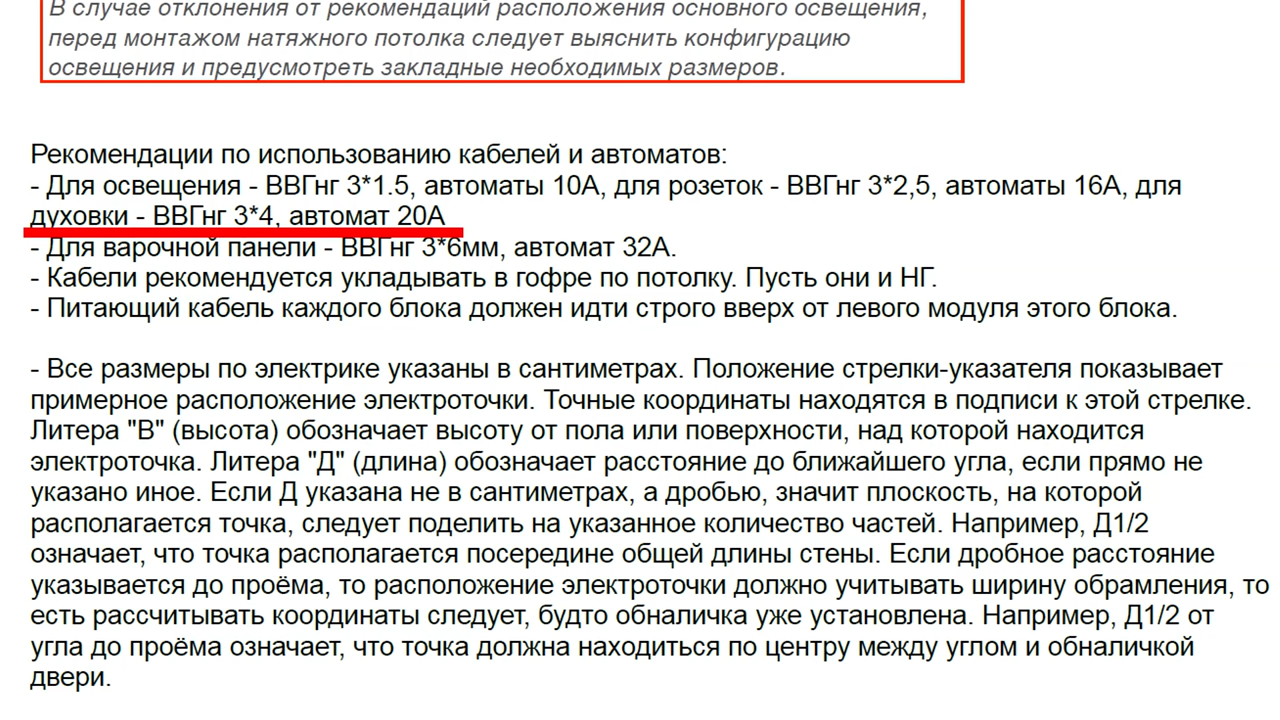 В случае отклонения от рекомендаций расположения основного освещения,
перед монтажом натяжного потолка следует выяснить конфигурацию
освещения и предусмотреть закладные необходимых размеров.
Рекомендации по использованию кабелей и автоматов:
- Для освещения - ВВГнг 3*1.5, автоматы 10А, для розеток - ВВГнг 3*2,5, автоматы 16А, для
духовки - ВВГнг 3*4, автомат 20А
- Для варочной панели - ВВГнг 3*6мм, автомат 32А.
- Кабели рекомендуется укладывать в гофре по потолку. Пусть они и НГ.
- Питающий кабель каждого блока должен идти строго вверх от левого модуля этого блока.
- Все размеры по электрике указаны в сантиметрах. Положение стрелки-указателя показывает
примерное расположение электроточки. Точные координаты находятся в подписи к этой стрелке.
Литера "В" (высота) обозначает высоту от пола или поверхности, над которой находится
электроточка. Литера "Д" (длина) обозначает расстояние до ближайшего угла, если прямо не
указано иное. Если Д указана не в сантиметрах, а дробью, значит плоскость, на которой
располагается точка, следует поделить на указанное количество частей. Например, Д1/2
означает, что точка располагается посередине общей длины стены. Если дробное расстояние
указывается до проёма, то расположение электроточки должно учитывать ширину обрамления, то
есть рассчитывать координаты следует, будто обналичка уже установлена. Например, Д1/2 от
угла до проёма означает, что точка должна находиться по центру между углом и обналичкой
двери.